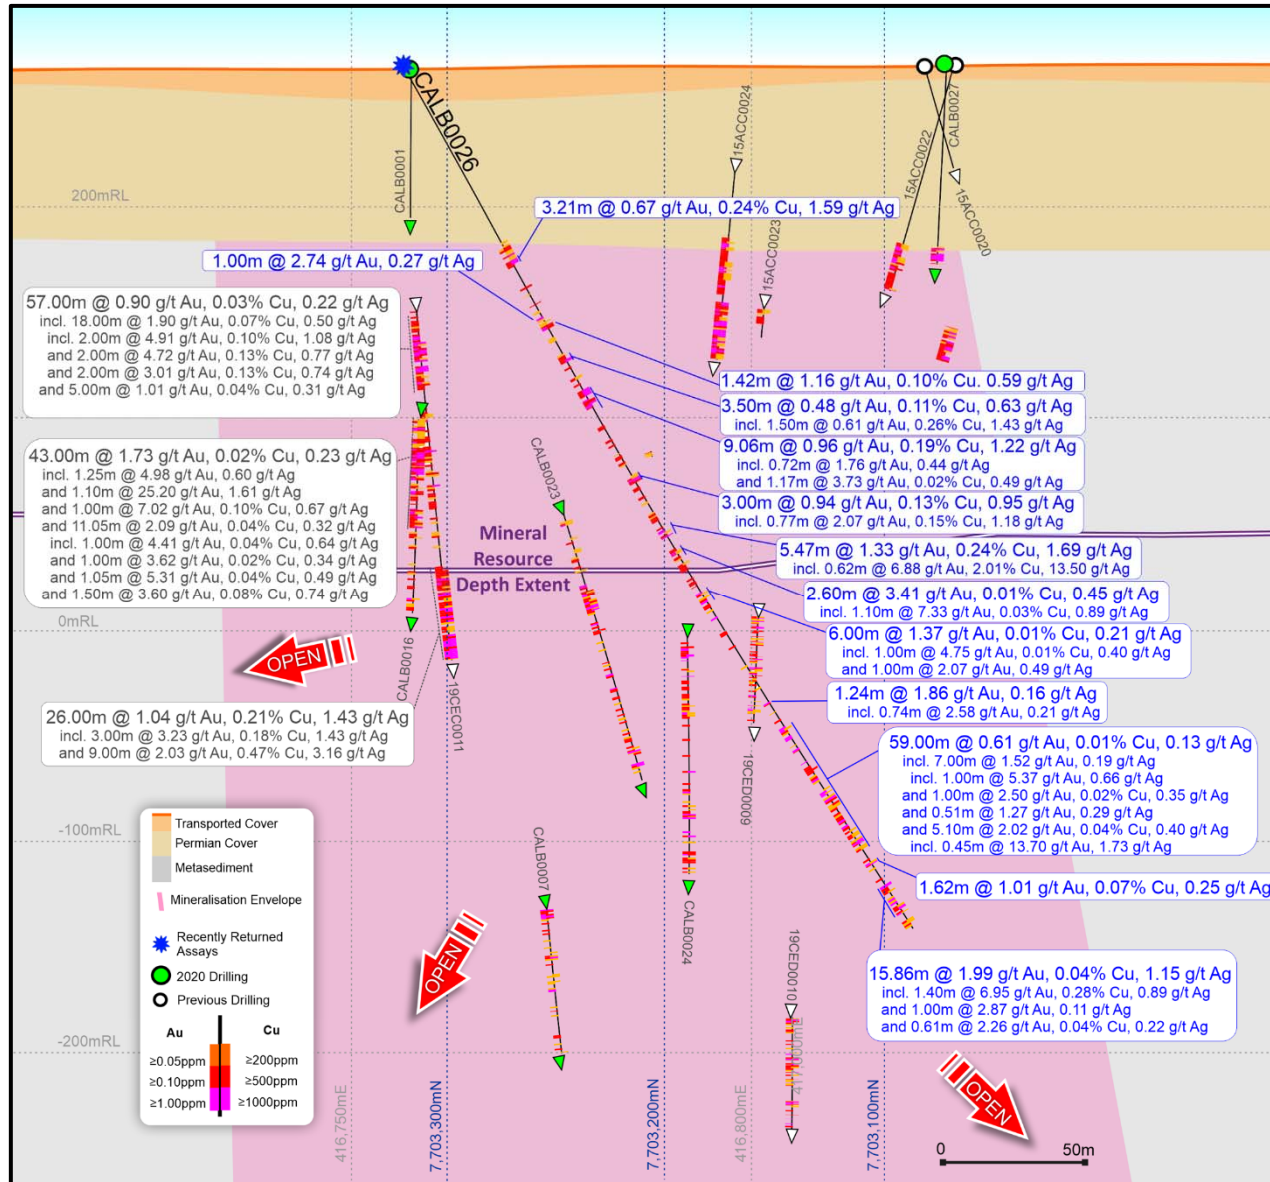 CALB0026
CALB0001
15ACC0024
15ACC0022
CALB0027
15ACC0020
15ACC0023
200mRL
3.21m @ 0.67 g/t Au, 0.24% Cu, 1.59 g/t Ag
1.00m @ 2.74 g/t Au, 0.27 g/t Ag
57.00m @ 0.90 g/t Au, 0.03% Cu, 0.22 g/t Ag
incl. 18.00m @ 1.90 g/t Au, 0.07% Cu, 0.50 g/t Ag
incl. 2.00m @ 4.91 g/t Au, 0.10% Cu, 1.08 g/t Ag
and 2.00m @ 4.72 g/t Au, 0.13% Cu, 0.77 g/t Ag
and 2.00m @ 3.01 g/t Au, 0.13% Cu, 0.74 g/t Ag
and 5.00m @ 1.01 g/t Au, 0.04% Cu, 0.31 g/t Ag
1.42m @ 1.16 g/t Au, 0.10% Cu. 0.59 g/t Ag
3.50m @ 0.48 g/t Au, 0.11% Cu, 0.63 g/t Ag
incl. 1.50m @ 0.61 g/t Au, 0.26% Cu, 1.43 g/t Ag
9.06m @ 0.96 g/t Au, 0.19% Cu, 1.22 g/t Ag
incl. 0.72m @ 1.76 g/t Au, 0.44 g/t Ag
and 1.17m @ 3.73 g/t Au, 0.02% Cu, 0.49 g/t Ag
3.00m @ 0.94 g/t Au, 0.13% Cu, 0.95 g/t Ag
incl. 0.77m @ 2.07 g/t Au, 0.15% Cu, 1.18 g/t Ag
43.00m @ 1.73 g/t Au, 0.02% Cu, 0.23 g/t Ag
incl. 1.25m @ 4.98 g/t Au, 0.60 g/t Ag
and 1.10m @ 25.20 g/t Au, 1.61 g/t Ag
and 1.00m @ 7.02 g/t Au, 0.10% Cu, 0.67 g/t Ag
and 11.05m @ 2.09 g/t Au, 0.04% Cu, 0.32 g/t Ag
incl. 1.00m @ 4.41 g/t Au, 0.04% Cu, 0.64 g/t Ag
and 1.00m @ 3.62 g/t Au, 0.02% Cu, 0.34 g/t Ag
and 1.05m @ 5.31 g/t Au, 0.04% Cu, 0.49 g/t Ag
and 1.50m @ 3.60 g/t Au, 0.08% Cu, 0.74 g/t Ag
CALB0023
Mineral
Resource
Depth Extent
5.47m @ 1.33 g/t Au, 0.24% Cu, 1.69 g/t Ag
incl. 0.62m @ 6.88 g/t Au, 2.01% Cu, 13.50 g/t Ag
2.60m @ 3.41 g/t Au, 0.01% Cu, 0.45 g/t Ag
incl. 1.10m @ 7.33 g/t Au, 0.03% Cu, 0.89 g/t Ag
6.00m @ 1.37 g/t Au, 0.01% Cu, 0.21 g/t Ag
incl. 1.00m @ 4.75 g/t Au, 0.01% Cu, 0.40 g/t Ag
and 1.00m @ 2.07 g/t Au, 0.49 g/t Ag
0mRL
OPEN
CALB0016
19CEC0011
1.24m @ 1.86 g/t Au, 0.16 g/t Ag
incl. 0.74m @ 2.58 g/t Au, 0.21 g/t Ag
26.00m @ 1.04 g/t Au, 0.21% Cu, 1.43 g/t Ag
incl. 3.00m @ 3.23 g/t Au, 0.18% Cu, 1.43 g/t Ag
and 9.00m @ 2.03 g/t Au, 0.47% Cu, 3.16 g/t Ag
19CED0009
59.00m @ 0.61 g/t Au, 0.01% Cu, 0.13 g/t Ag
incl. 7.00m @ 1.52 g/t Au, 0.19 g/t Ag
incl. 1.00m @ 5.37 g/t Au, 0.66 g/t Ag
and 1.00m @ 2.50 g/t Au, 0.02% Cu, 0.35 g/t Ag
and 0.51m @ 1.27 g/t Au, 0.29 g/t Ag
and 5.10m @ 2.02 g/t Au, 0.04% Cu, 0.40 g/t Ag
incl. 0.45m @ 13.70 g/t Au, 1.73 g/t Ag
-100mRL
Transported Cover
Permian Cover
Metasediment
Mineralisation Envelope
Recently Returned
Assays
2020 Drilling
Previous Drilling
Au Cu
≥0.05ppm ≥200ppm
≥0.10ppm ≥500ppm
≥1.00ppm ≥1000ppm
CALB0007
CALB0024
1.62m @ 1.01 g/t Au, 0.07% Cu, 0.25 g/t Ag
OPEN
19CED0010
15.86m @ 1.99 g/t Au, 0.04% Cu, 1.15 g/t Ag
incl. 1.40m @ 6.95 g/t Au, 0.28% Cu, 0.89 g/t Ag
and 1.00m @ 2.87 g/t Au, 0.11 g/t Ag
and 0.61m @ 2.26 g/t Au, 0.04% Cu, 0.22 g/t Ag
-200mRL
417,000mE
OPEN
416,750mE
7,703,300mN
7,703,200mN
416,800mE
7,703,100mN
0 50m